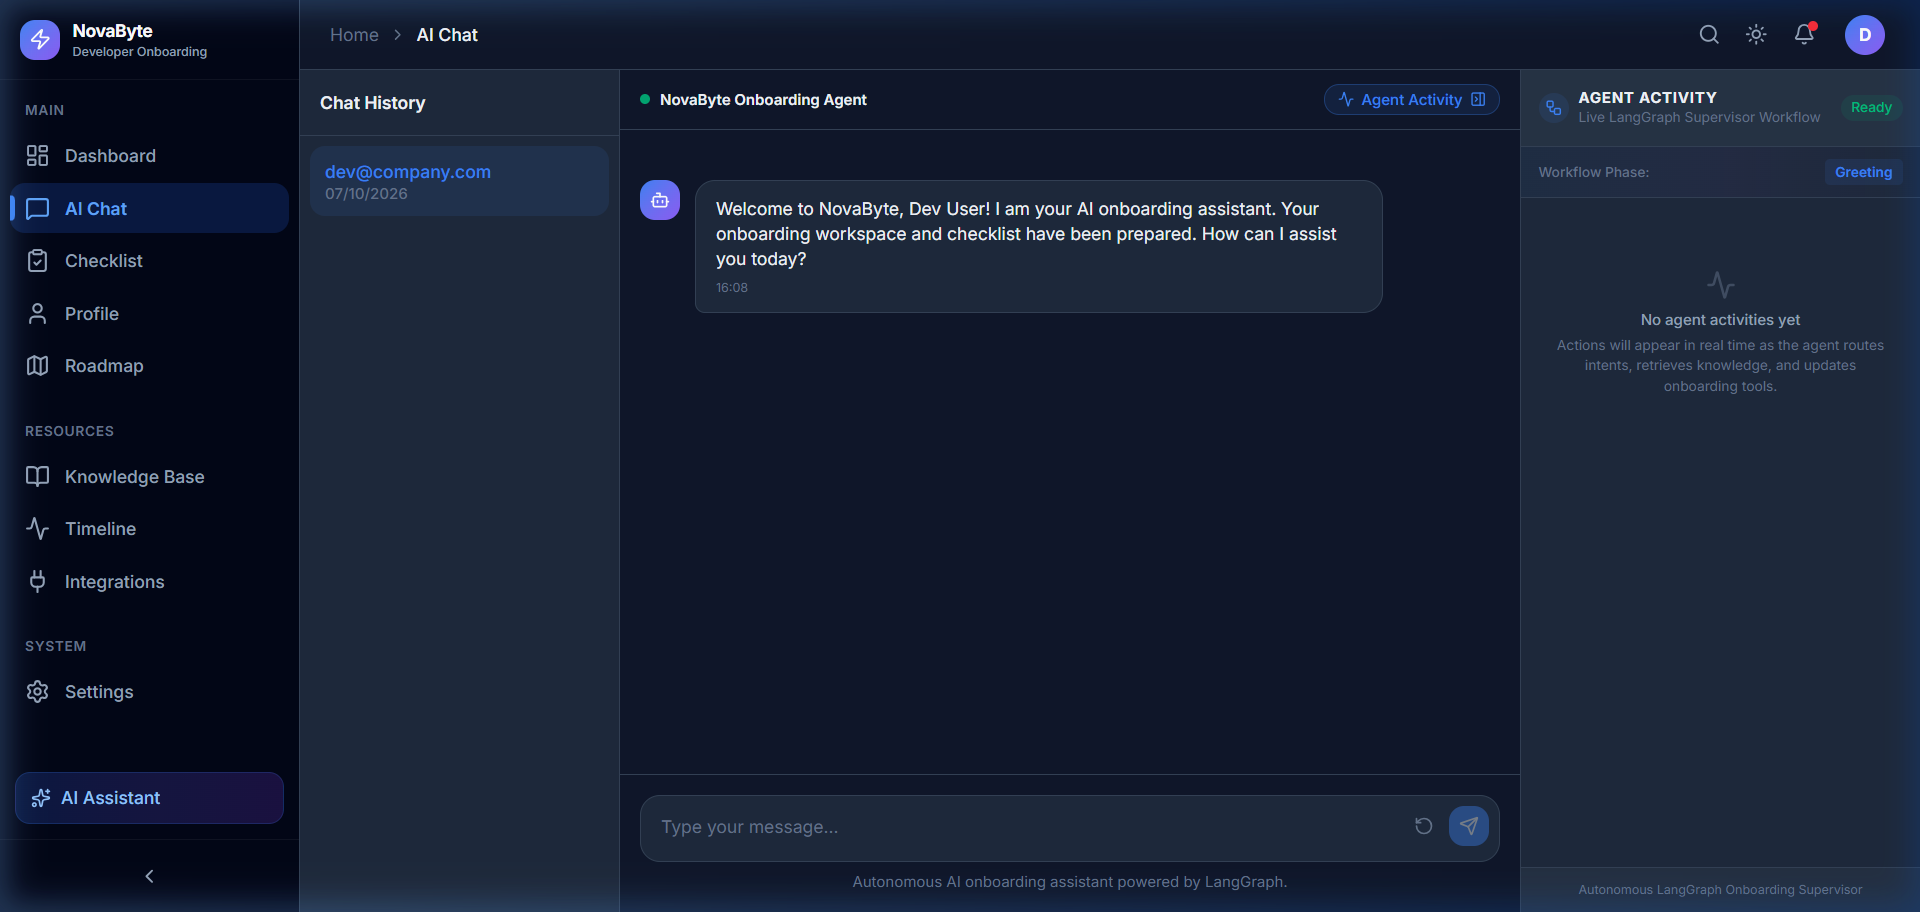 NovaByte
Developer Onboarding
MAIN
Dashboard
AI Chat
Checklist
Profile
Roadmap
RESOURCES
Knowledge Base
Timeline
Integrations
SYSTEM
Settings
AI Assistant
Home > AI Chat
D
Chat History
dev@company.com
07/10/2026
NovaByte Onboarding Agent
Agent Activity
Welcome to NovaByte, Dev User! I am your AI onboarding assistant. Your
onboarding workspace and checklist have been prepared. How can I assist
you today?
16:08
Type your message...
Autonomous AI onboarding assistant powered by LangGraph.
AGENT ACTIVITY
Live LangGraph Supervisor Workflow
Ready
Workflow Phase:
Greeting
No agent activities yet
Actions will appear in real time as the agent routes
intents, retrieves knowledge, and updates
onboarding tools.
Autonomous LangGraph Onboarding Supervisor